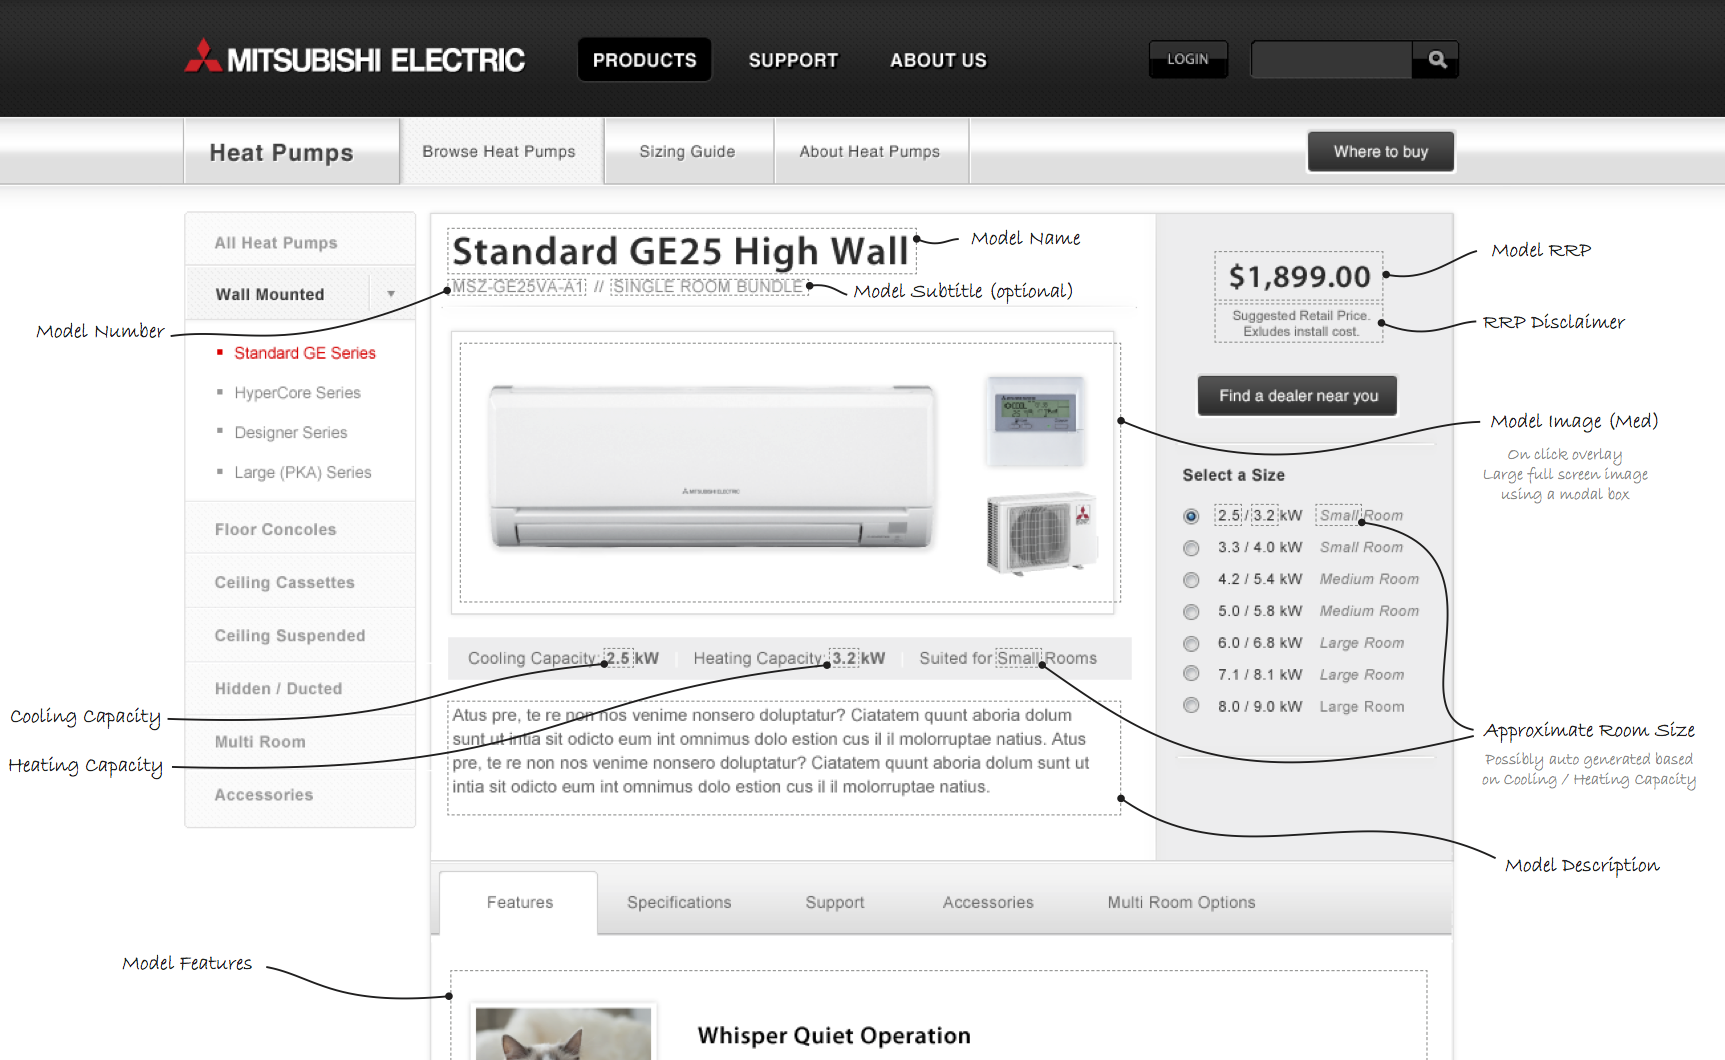 MITSUBISHI ELECTRIC
PRODUCTS
SUPPORT
ABOUT US
LOGIN
Heat Pumps
Browse Heat Pumps
Sizing Guide
About Heat Pumps
Where to buy
All Heat Pumps
Wall Mounted
Standard GE Series
HyperCore Series
Designer Series
Large (PKA) Series
Floor Concoles
Ceiling Cassettes
Ceiling Suspended
Hidden / Ducted
Multi Room
Accessories
Model Number
Cooling Capacity
Heating Capacity
Model Features
Standard GE25 High Wall
Model Name
MSZ-GE25VA-A1 // SINGLE ROOM BUNDLE
Model Subtitle (optional)
MITSUBISHI ELECTRIC
COOL
Cooling Capacity: 2.5 kW
Heating Capacity: 3.2 kW
Suited for Small Rooms
Atus pre, te re non nos venime nonsero doluptatur? Ciatatem quunt aboria dolum
sunt ut intia sit odicto eum int omnimus dolo estion cus il il molorruptae natius. Atus
pre, te re non nos venime nonsero doluptatur? Ciatatem quunt aboria dolum sunt ut
intia sit odicto eum int omnimus dolo estion cus il il molorruptae natius.
$1,899.00
Suggested Retail Price.
Exludes install cost.
Find a dealer near you
Select a Size
2.5 / 3.2 kW Small Room
3.3 / 4.0 kW Small Room
4.2 / 5.4 kW Medium Room
5.0 / 5.8 kW Medium Room
6.0 / 6.8 kW Large Room
7.1 / 8.1 kW Large Room
8.0 / 9.0 kW Large Room
Model RRP
RRP Disclaimer
Model Image (Med)
On click overlay
Large full screen image
using a modal box
Approximate Room Size
Possibly auto generated based
on Cooling / Heating Capacity
Model Description
Features
Specifications
Support
Accessories
Multi Room Options
Whisper Quiet Operation